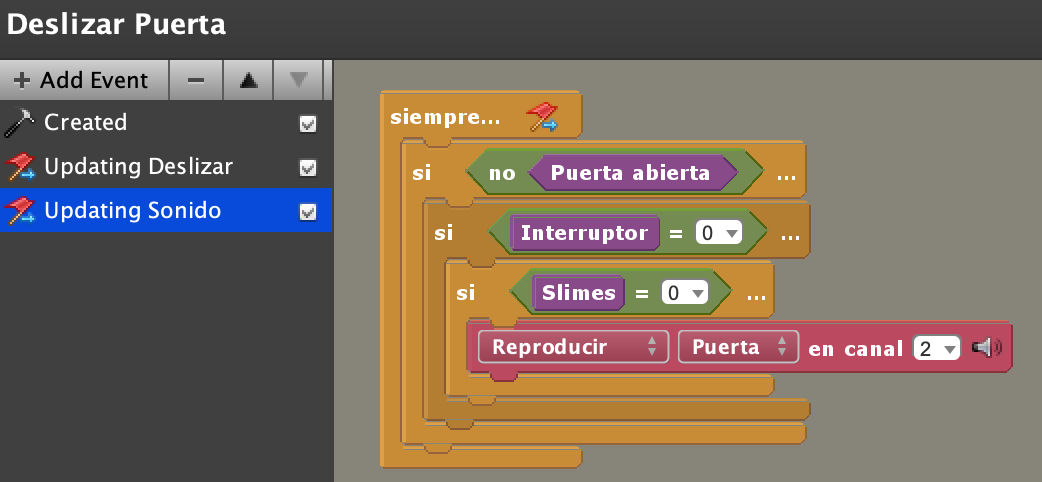 Deslizar Puerta
+ Add Event
Created
Updating Deslizar
Updating Sonido
siempre...
si no Puerta abierta ...
si Interruptor = 0 ...
si Slimes = 0 ...
Reproducir Puerta en canal 2